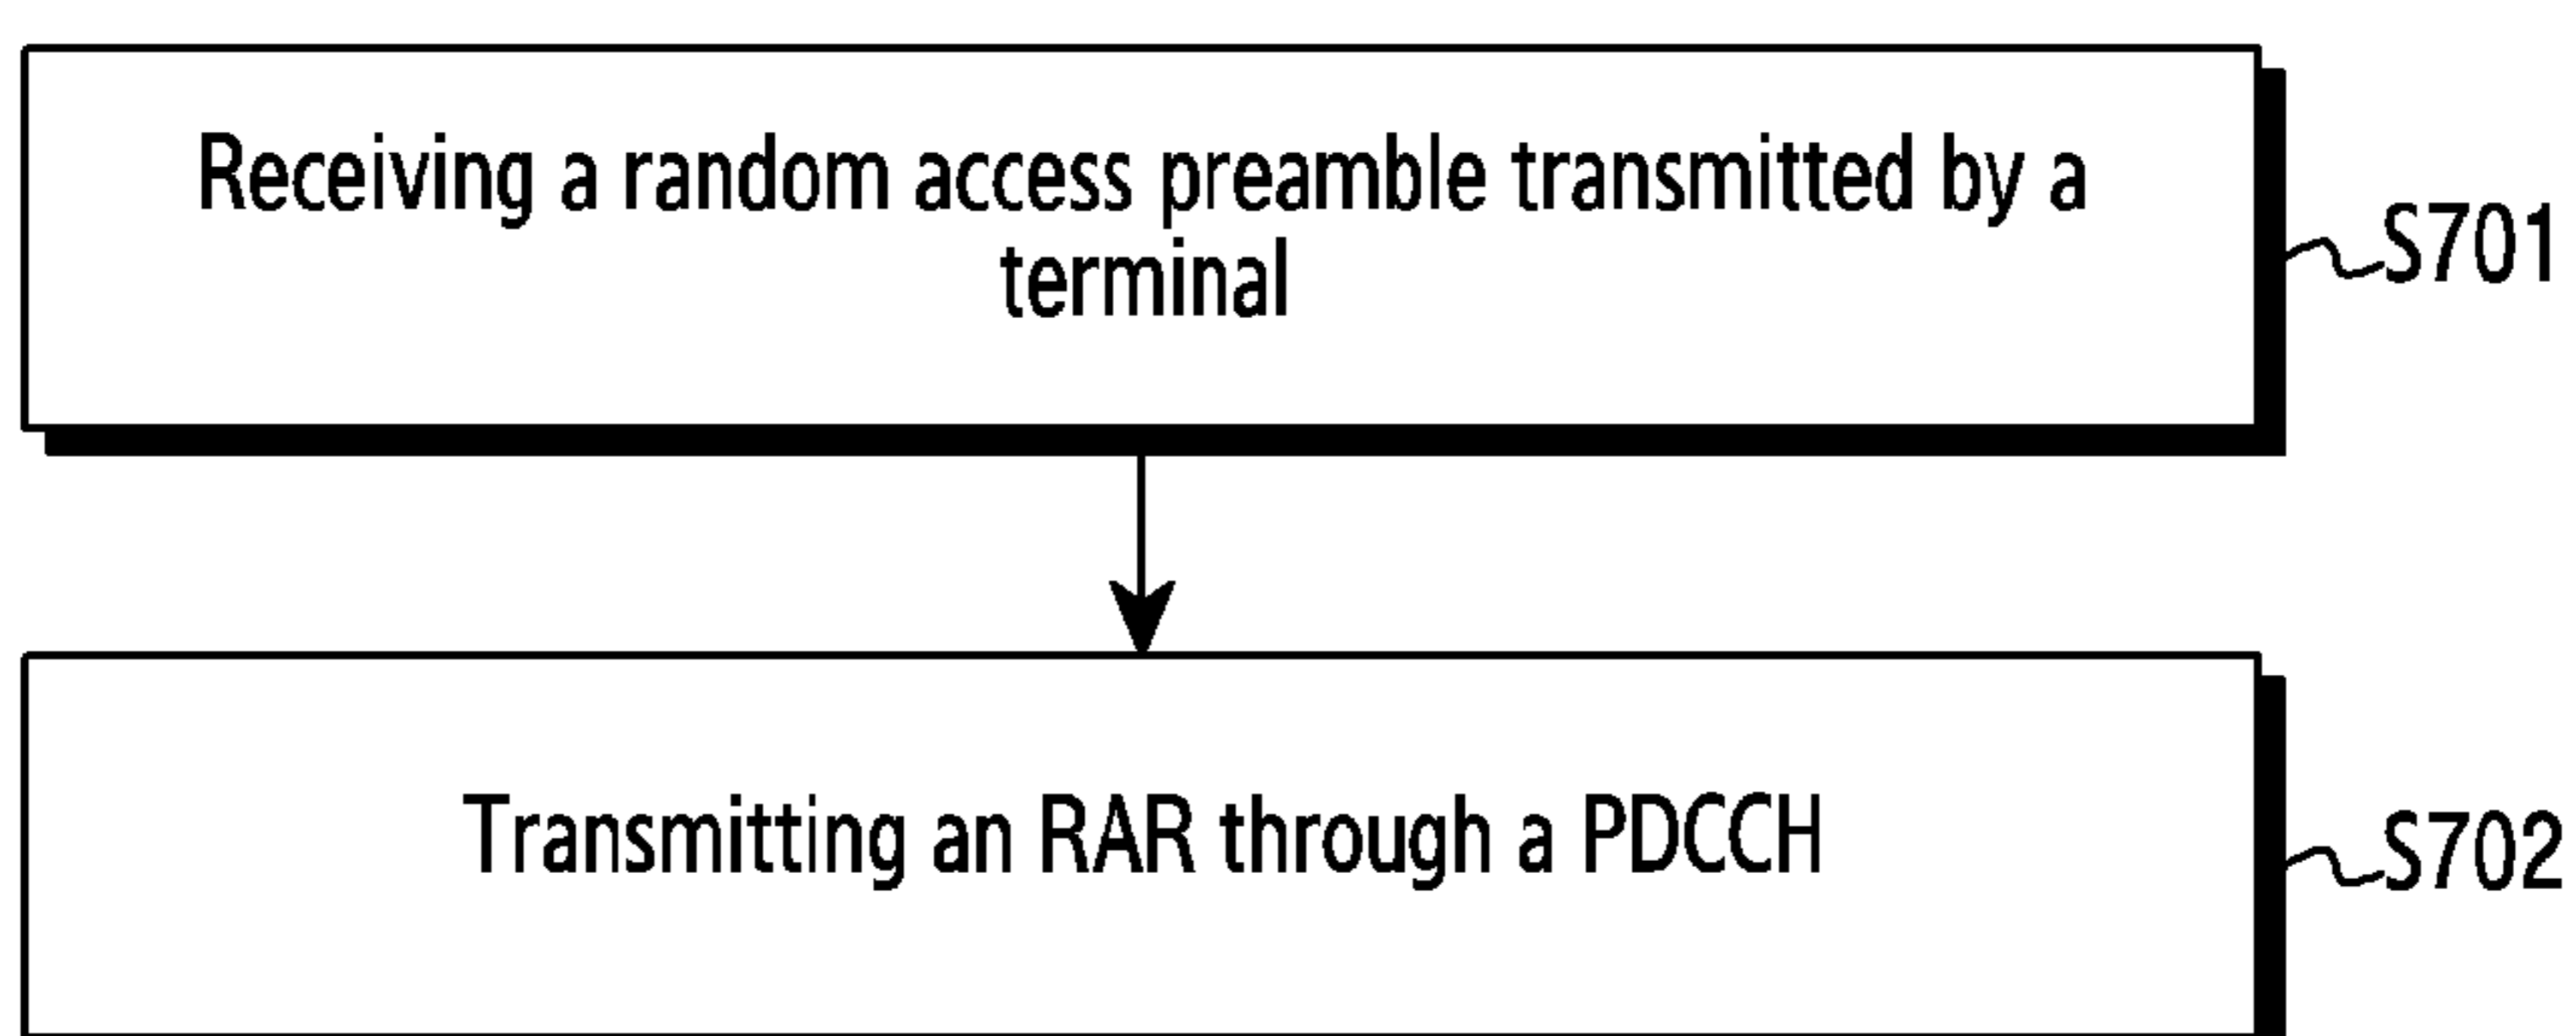 Receiving a random access preamble transmitted by a
terminal
S701
Transmitting an RAR through a PDCCH
S702